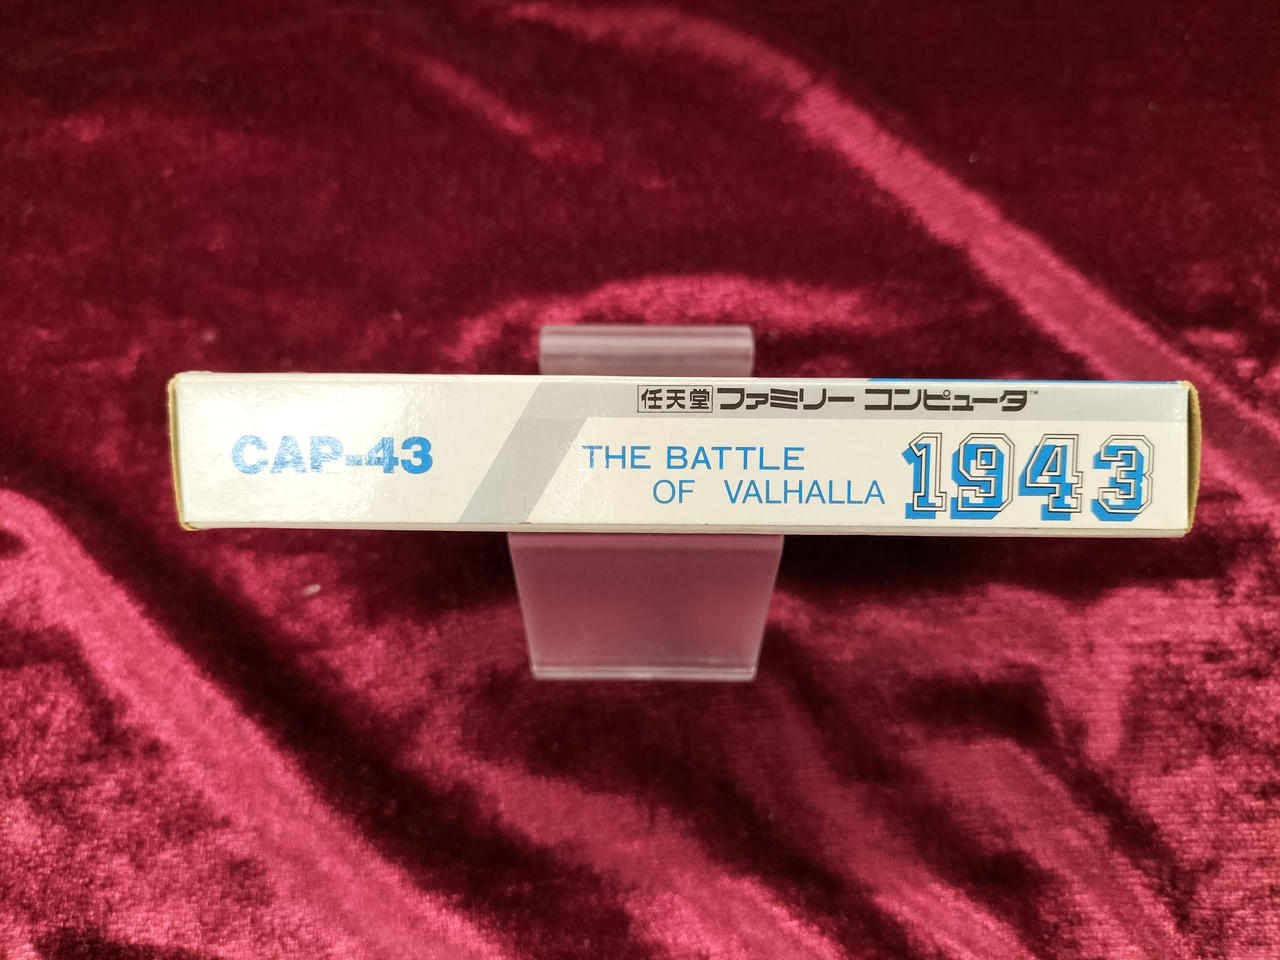 任天堂 ファミリー コンピュータ™
CAP-43
THE BATTLE
OF VALHALLA
1943